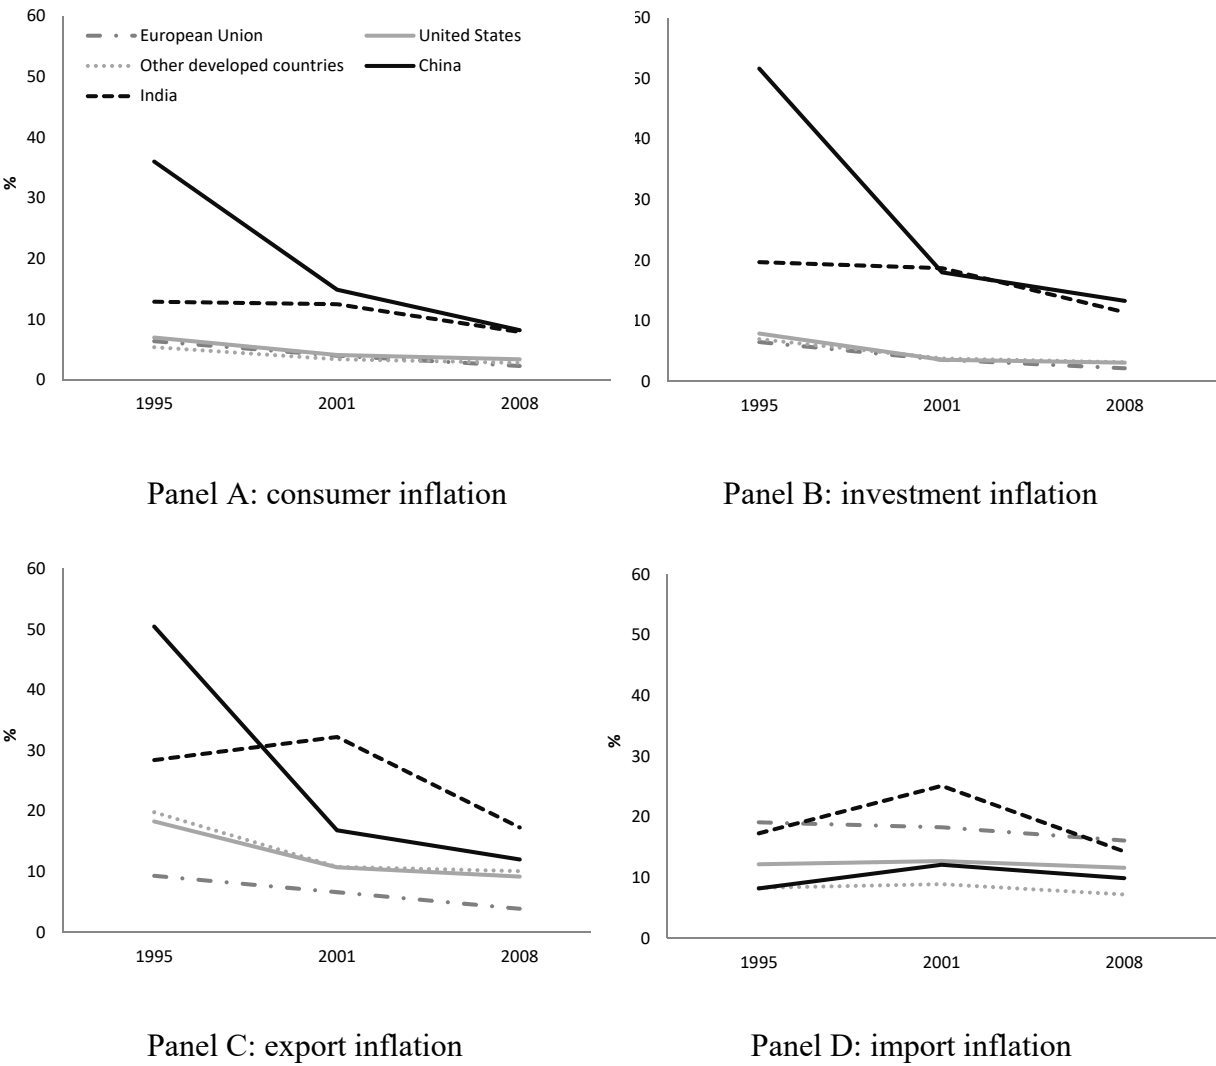 60
50
40
30
20
10
0
%
European Union
United States
Other developed countries
China
India
1995 2001 2008
Panel A: consumer inflation
60
50
40
30
20
10
0
1995 2001 2008
Panel B: investment inflation
60
50
40
30
20
10
0
%
1995 2001 2008
Panel C: export inflation
60
50
40
30
20
10
0
%
1995 2001 2008
Panel D: import inflation